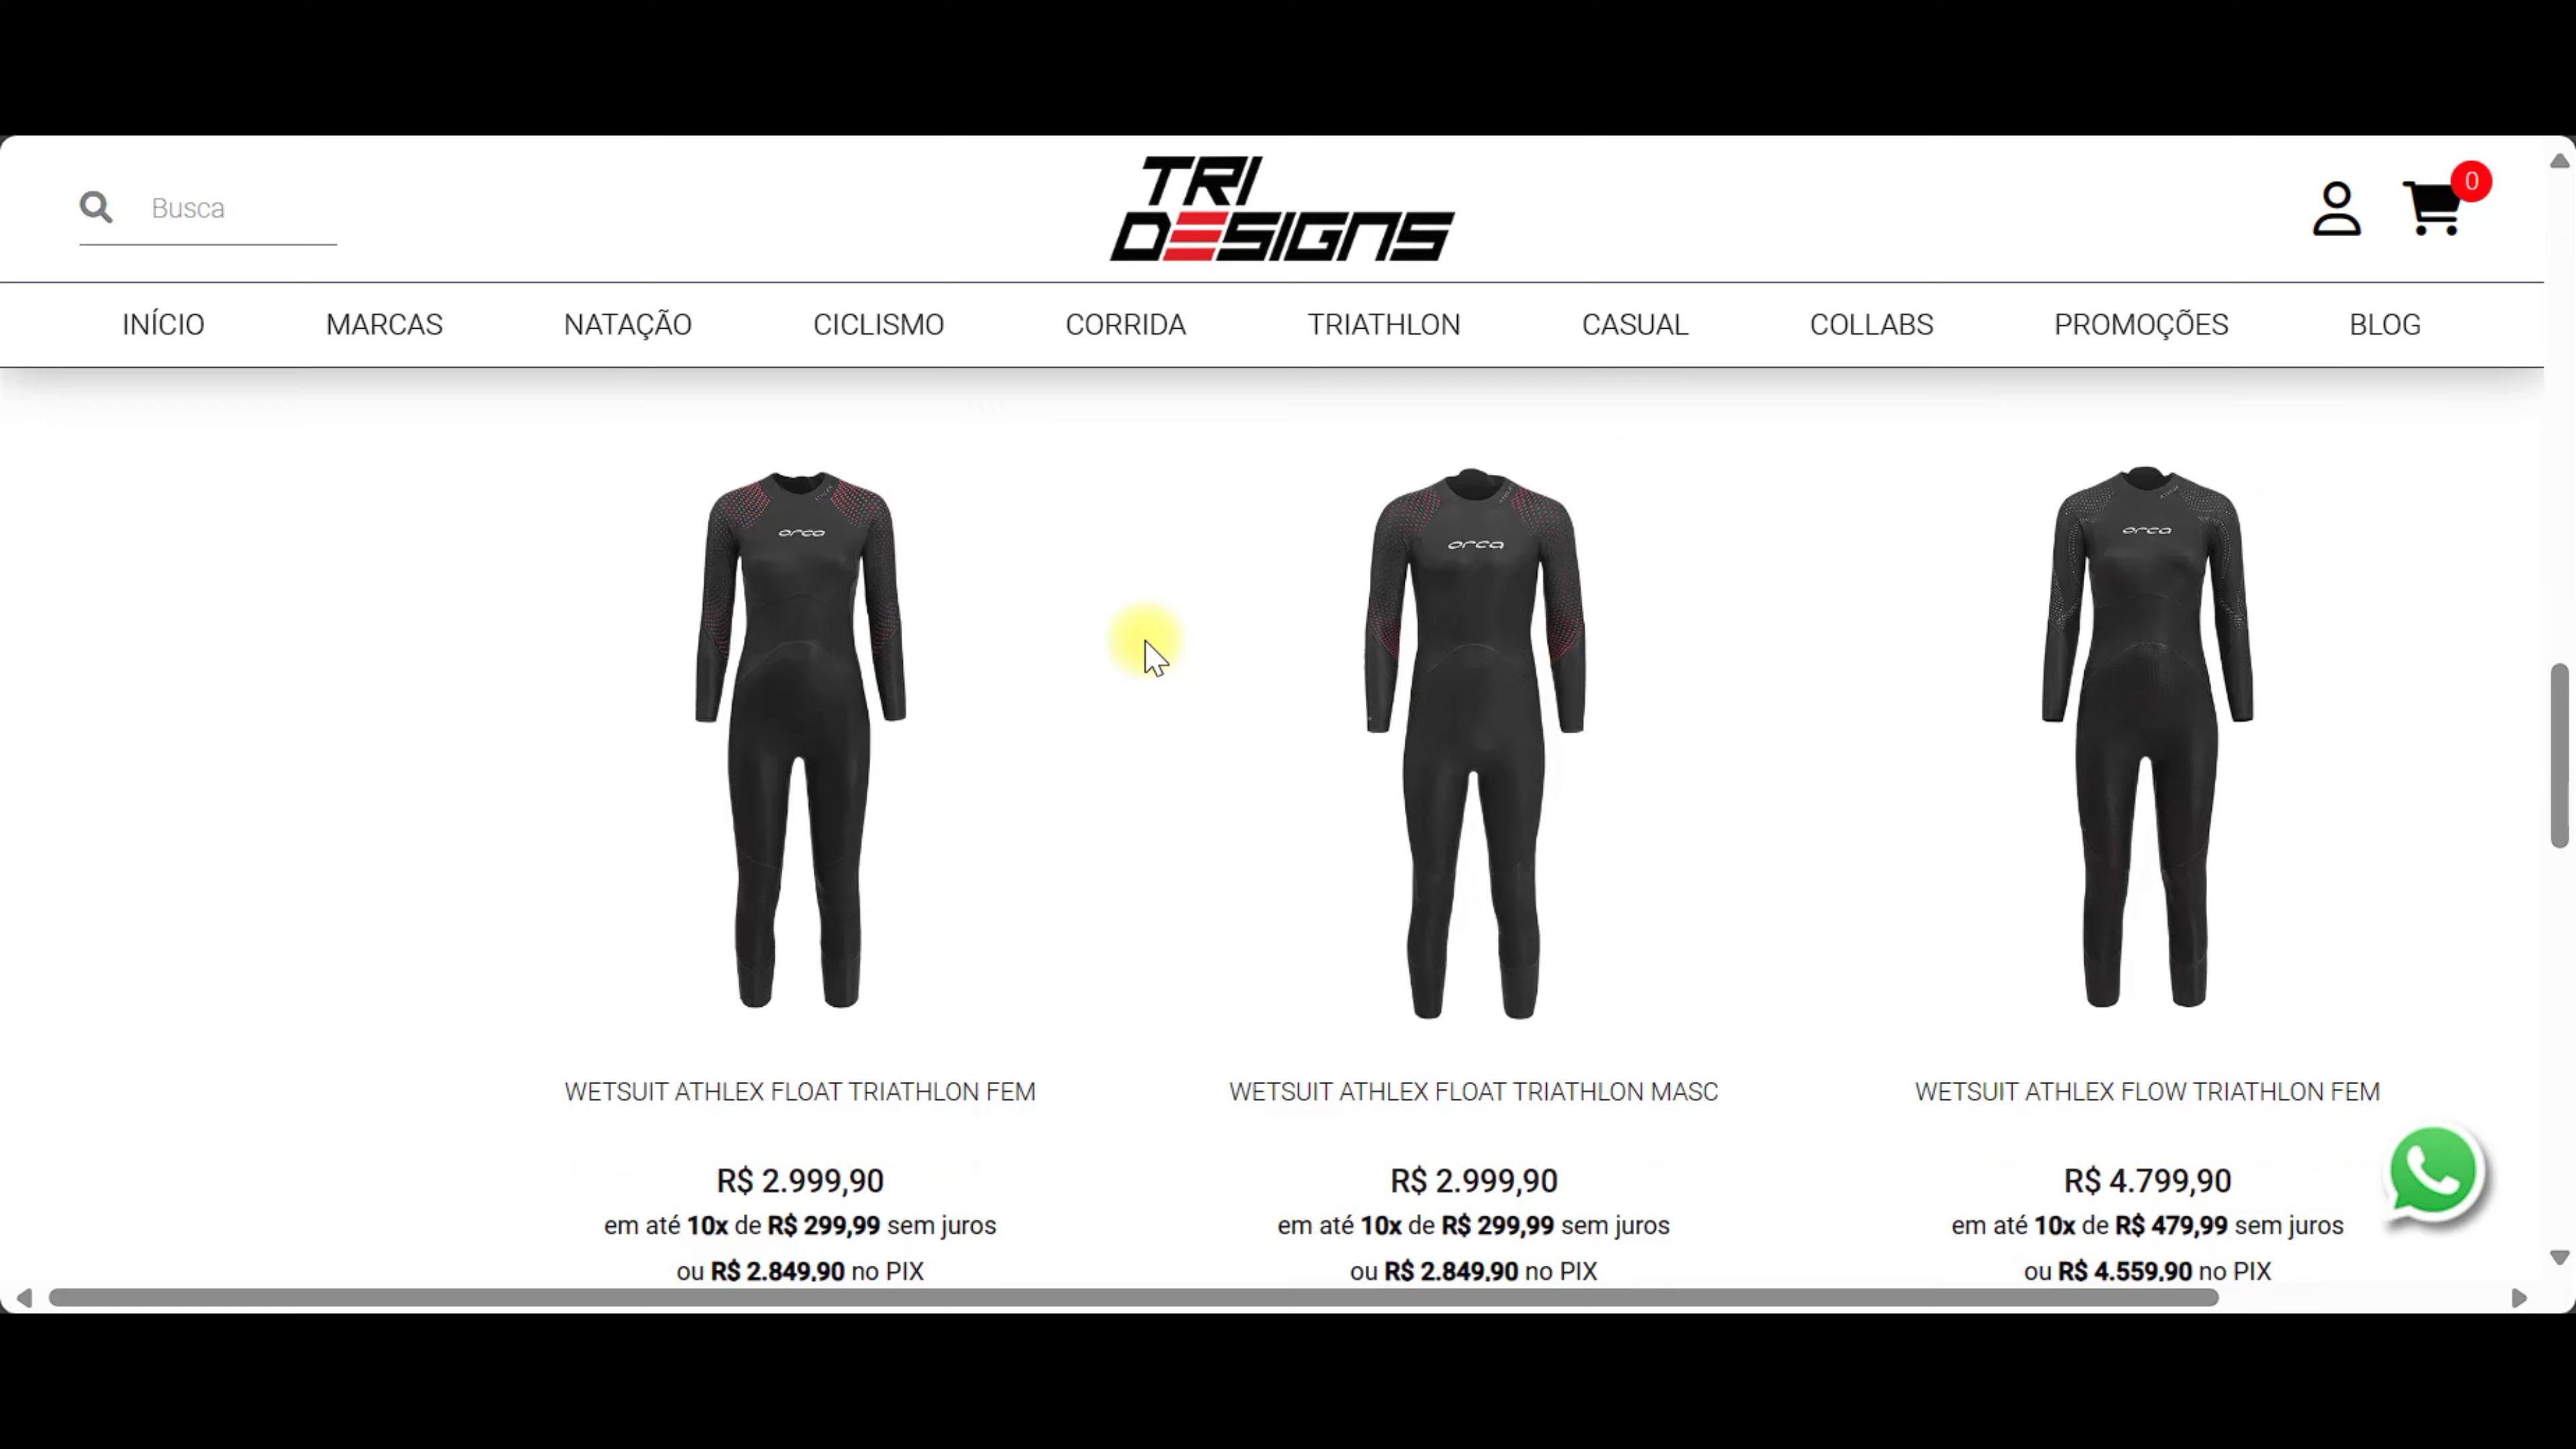 Busca
TRI
DESIGNS
0
INÍCIO
MARCAS
NATAÇÃO
CICLISMO
CORRIDA
TRIATHLON
CASUAL
COLLABS
PROMOÇÕES
BLOG
orca
orca
orca
WETSUIT ATHLEX FLOAT TRIATHLON FEM
R$ 2.999,90
em até 10x de R$ 299,99 sem juros
ou R$ 2.849,90 no PIX
WETSUIT ATHLEX FLOAT TRIATHLON MASC
R$ 2.999,90
em até 10x de R$ 299,99 sem juros
ou R$ 2.849,90 no PIX
WETSUIT ATHLEX FLOW TRIATHLON FEM
R$ 4.799,90
em até 10x de R$ 479,99 sem juros
ou R$ 4.559,90 no PIX